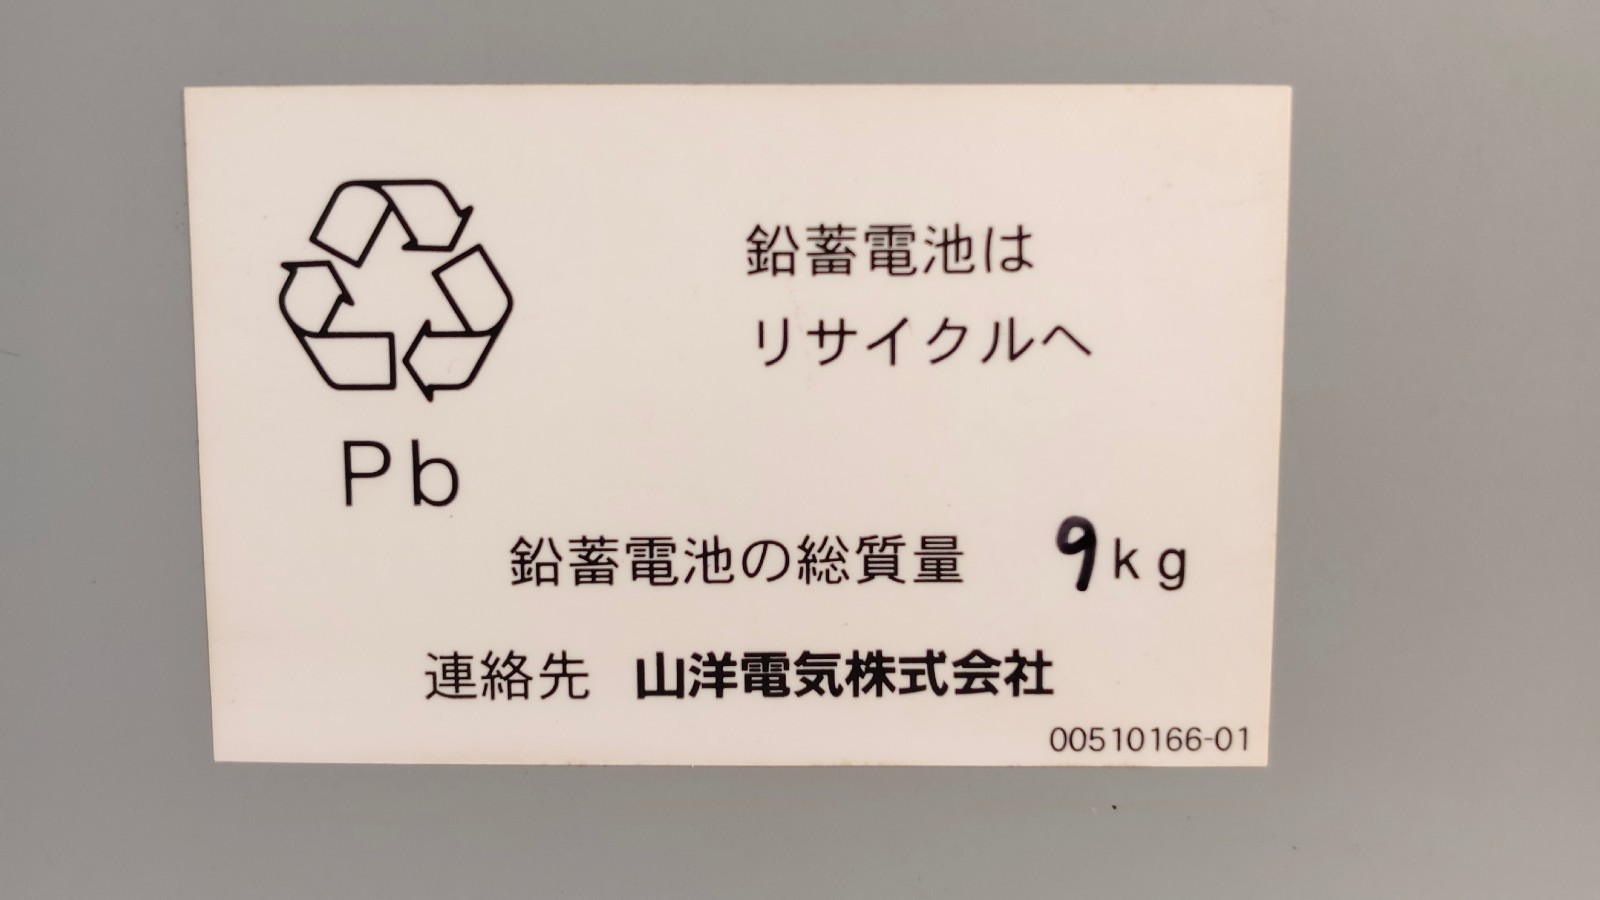 鉛蓄電池は
リサイクルへ
Pb
鉛蓄電池の総質量 9kg
連絡先 山洋電気株式会社
00510166-01